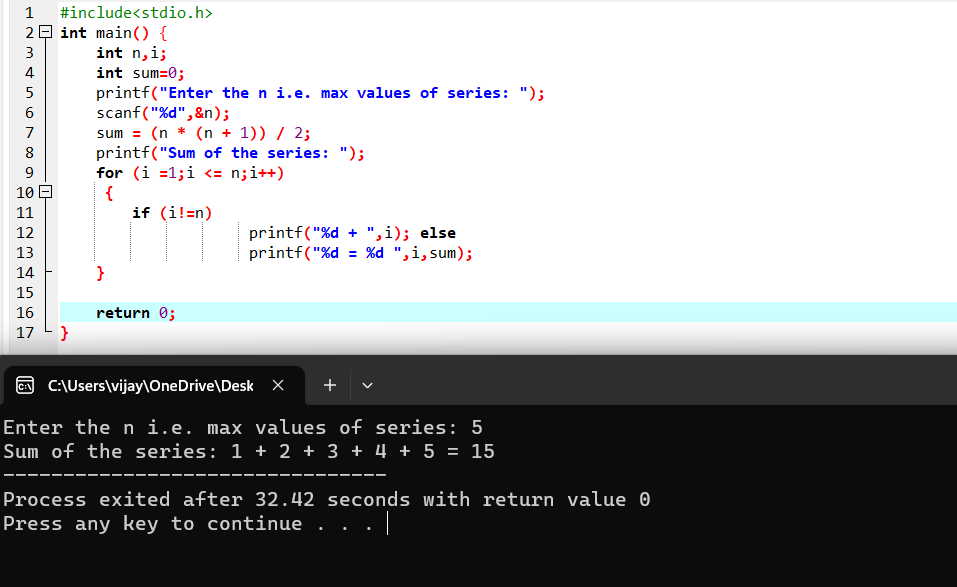 1 #include<stdio.h>
2 int main() {
3 int n,i;
4 int sum=0;
5 printf("Enter the n i.e. max values of series: ");
6 scanf("%d",&n);
7 sum = (n * (n + 1)) / 2;
8 printf("Sum of the series: ");
9 for (i =1;i <= n;i++)
10 {
11 if (i!=n)
12 printf("%d + ",i); else
13 printf("%d = %d ",i,sum);
14 }
15
16 return 0;
17 }
C:\Users\vijay\OneDrive\Desk
Enter the n i.e. max values of series: 5
Sum of the series: 1 + 2 + 3 + 4 + 5 = 15
--------------------------------
Process exited after 32.42 seconds with return value 0
Press any key to continue . . .